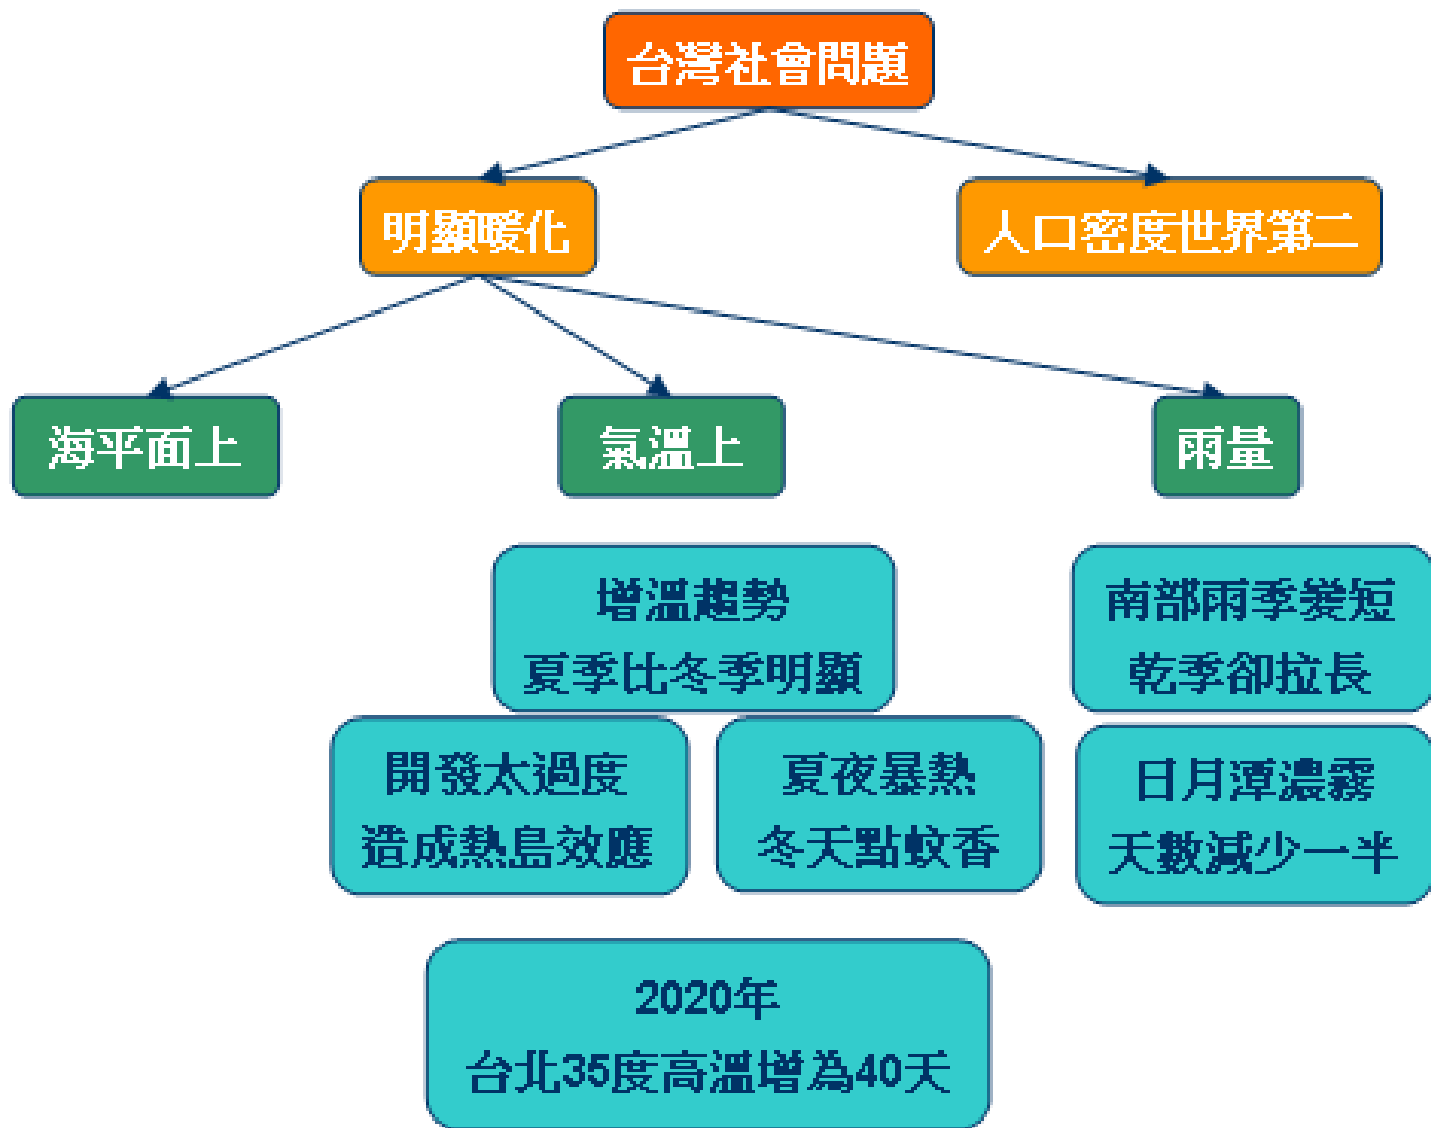 台灣社會問題
明顯暖化
人口密度世界第二
海平面上
氣溫上
雨量
增溫趨勢
夏季比冬季明顯
南部雨季變短
乾季卻拉長
開發太過度
造成熱島效應
夏夜暴熱
冬天點蚊香
日月潭濃霧
天數減少一半
2020年
台北35度高溫增為40天